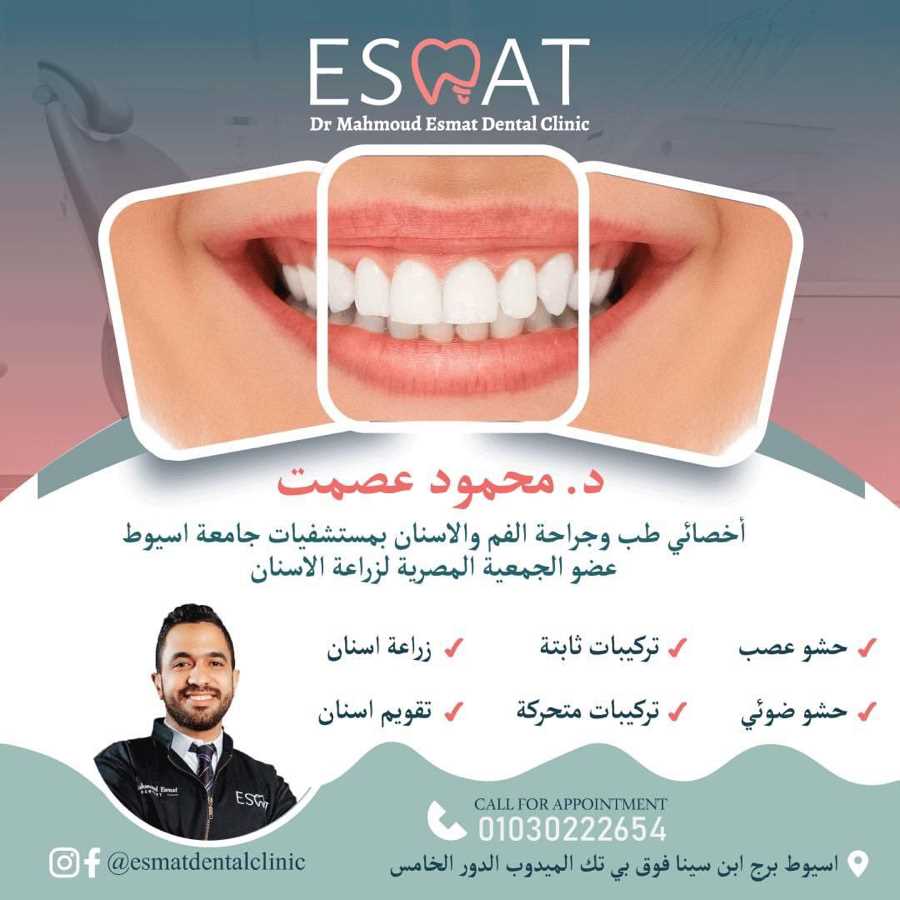 ESMAT
Dr Mahmoud Esmat Dental Clinic
د. محمود عصمت
أخصائي طب وجراحة الفم والاسنان بمستشفيات جامعة اسيوط
عضو الجمعية المصرية لزراعة الاسنان
حشو عصب تركيبات ثابتة زراعة اسنان
حشو ضوئي تركيبات متحركة تقويم اسنان
Esmat
ESMAT
CALL FOR APPOINTMENT
01030222654
@esmatdentalclinic
اسيوط برج ابن سينا فوق بي تك الميدوب الدور الخامس